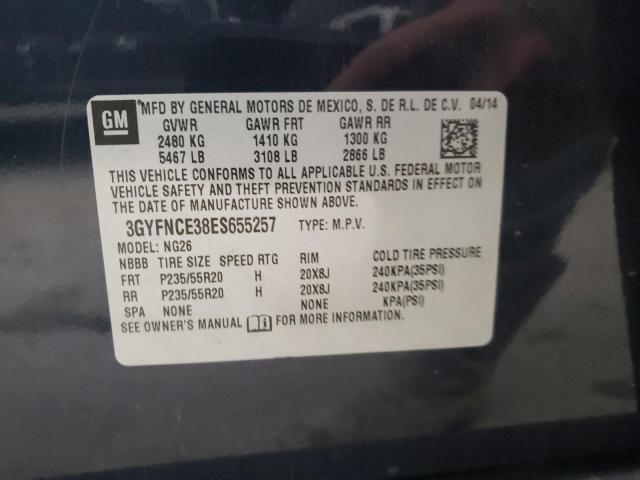 GM
MFD BY GENERAL MOTORS DE MEXICO, S. DE R.L. DE C.V. 04/14
GVWR GAWR FRT GAWR RR
2480 KG 1410 KG 1300 KG
5467 LB 3108 LB 2866 LB
THIS VEHICLE CONFORMS TO ALL APPLICABLE U.S. FEDERAL MOTOR
VEHICLE SAFETY AND THEFT PREVENTION STANDARDS IN EFFECT ON
THE DATE OF MANUFACTURE SHOWN ABOVE.
3GYFNCE38ES655257 TYPE: M.P.V.
MODEL: NG26
NBBB TIRE SIZE SPEED RTG RIM COLD TIRE PRESSURE
FRT P235/55R20 H 20X8J 240KPA(35PSI)
RR P235/55R20 H 20X8J 240KPA(35PSI)
SPA NONE NONE KPA(PSI)
SEE OWNER'S MANUAL FOR MORE INFORMATION.